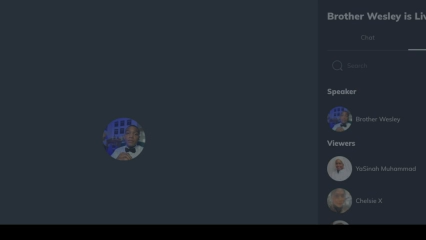 Brother Wesley is Liv
Chat
Search
Speaker
Brother Wesley
Viewers
YaSinah Muhammad
Chelsie X